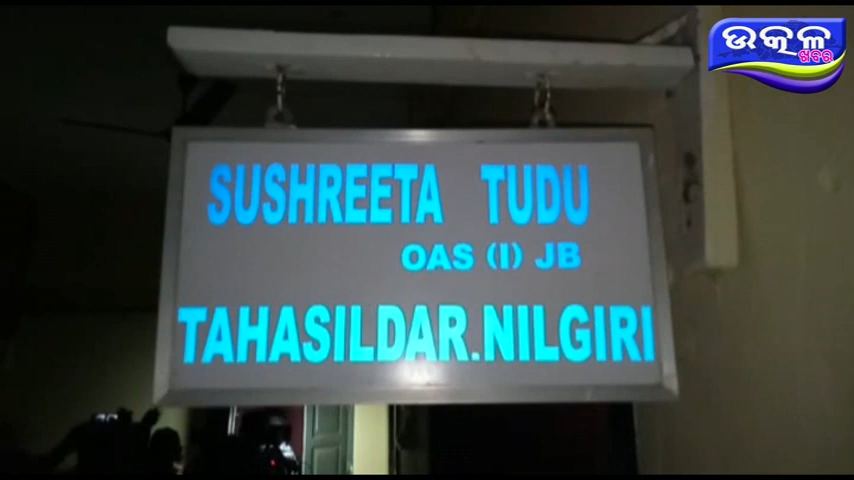 ଉତ୍କଳ
ଖବର
SUSHREETA TUDU
OAS (I) JB
TAHASILDAR.NILGIRI